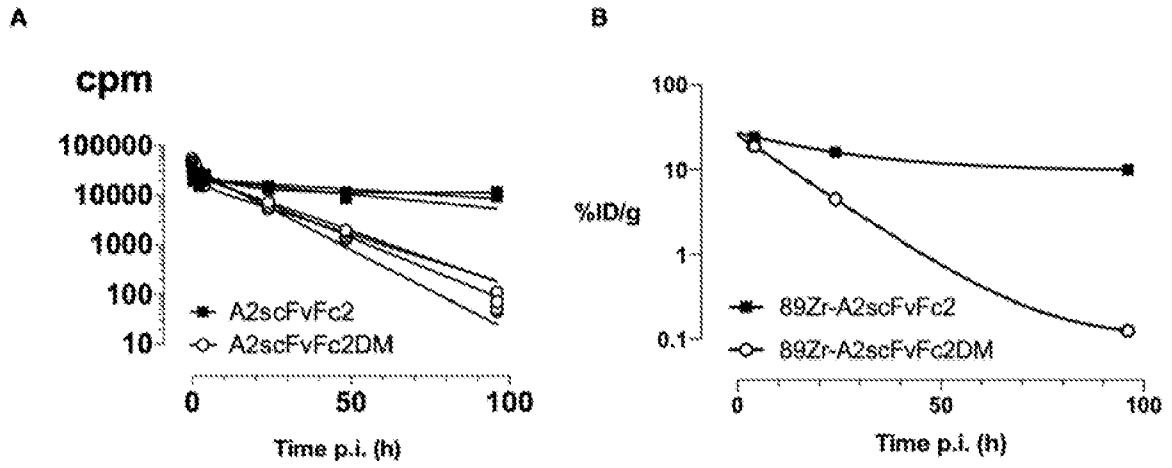 A
cpm
100000
10000
1000
100
10
A2scFvFc2
A2scFvFc2DM
0 50 100
Time p.i. (h)
B
100
10
%ID/g
1
0.1
89Zr-A2scFvFc2
89Zr-A2scFvFc2DM
0 50 100
Time p.i. (h)